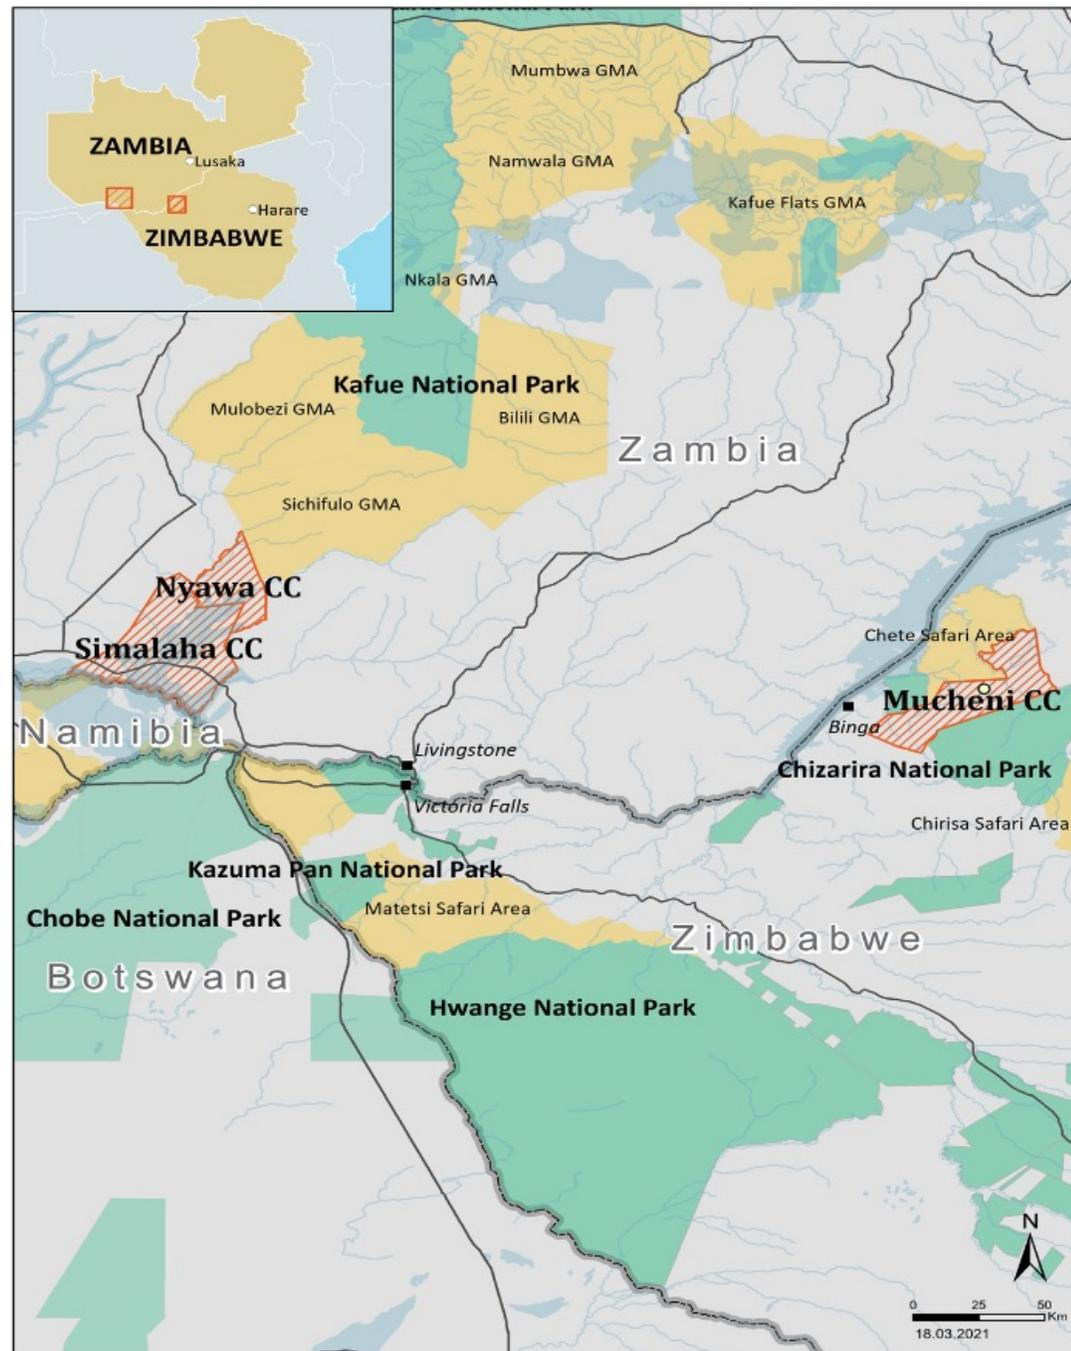 Mumbwa GMA
ZAMBIA
Lusaka
Namwala GMA
Kafue Flats GMA
Harare
ZIMBABWE
Nkala GMA
Kafue National Park
Mulobezi GMA
Bilili GMA
Zambia
Sichifulo GMA
Nyawa CC
Chete Safari Area
Simalaha CC
Mucheni CC
Namibia
Binga
Livingstone
Chizarira National Park
Victoria Falls
Chirisa Safari Area
Kazuma Pan National Park
Matetsi Safari Area
Chobe National Park
Zimbabwe
Botswana
Hwange National Park
N
0 25 50
Km
18.03.2021